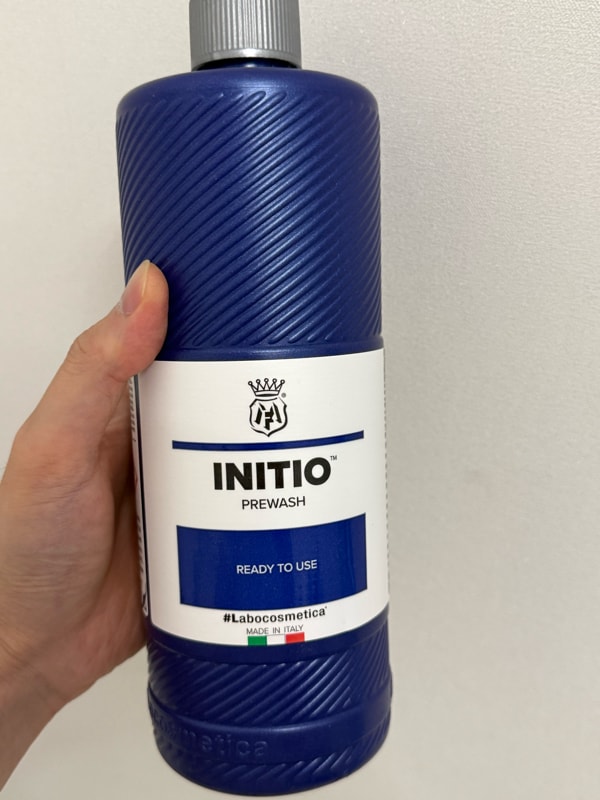 INITIO™
PREWASH
READY TO USE
#Labocosmetica®
MADE IN ITALY